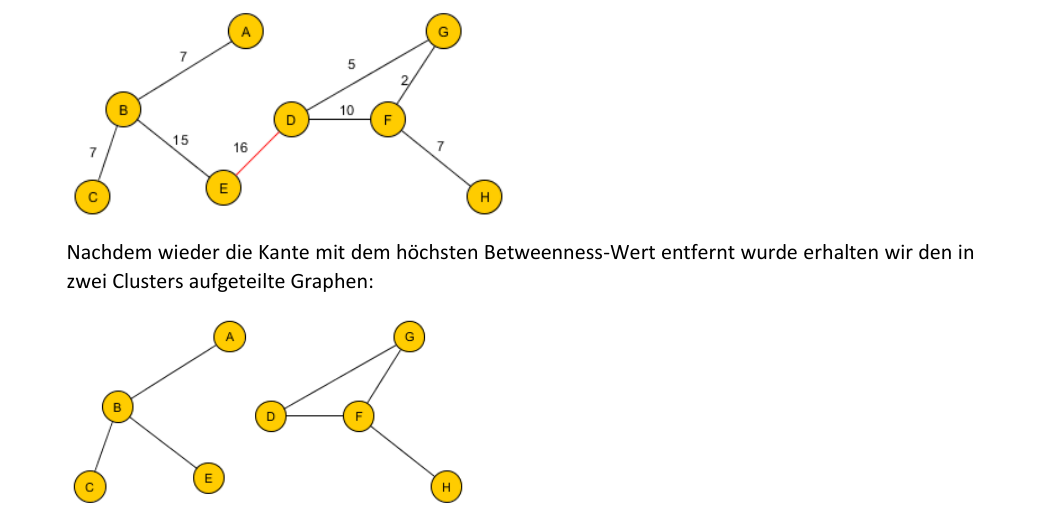 A
G
7
5
2
B
D
10
F
15
16
7
7
C
E
H
Nachdem wieder die Kante mit dem höchsten Betweenness-Wert entfernt wurde erhalten wir den in
zwei Clusters aufgeteilte Graphen:
A
G
B
D
F
C
E
H